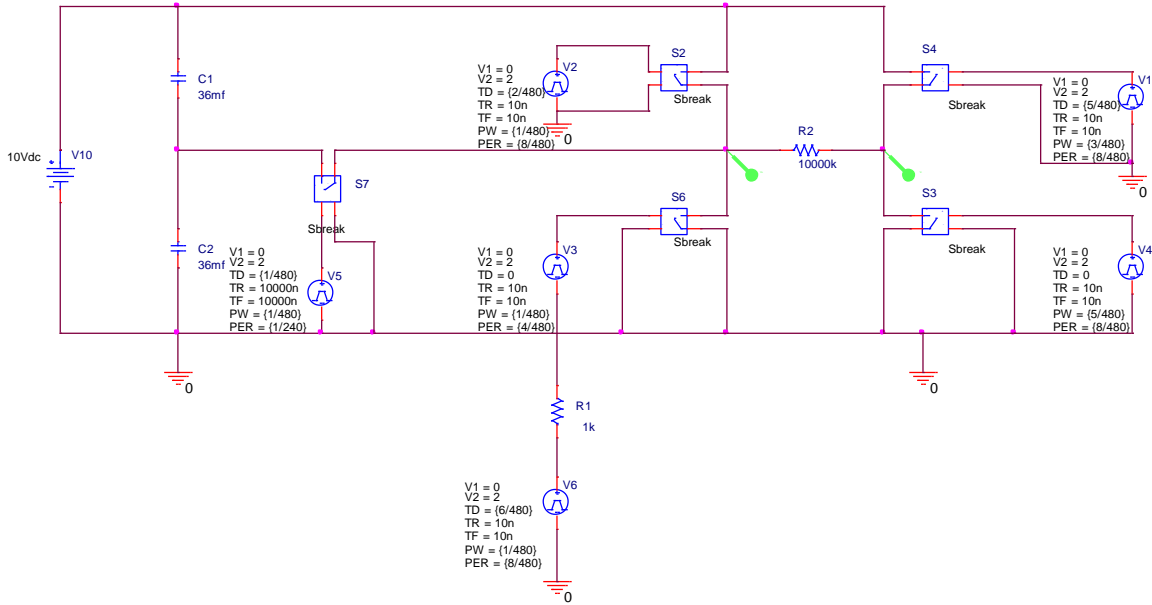 S4
S2
C1
36mf
V1 = 0
V2 = 2
TD = {2/480}
TR = 10n
TF = 10n
PW = {1/480}
PER = {8/480}
V2
Sbreak
0
Sbreak
V1 = 0
V2 = 2
TD = {5/480}
TR = 10n
TF = 10n
PW = {3/480}
PER = {8/480}
V1
0
R2
10000k
10Vdc
V10
S7
Sbreak
S6
Sbreak
S3
Sbreak
C2
36mf
V1 = 0
V2 = 2
TD = {1/480}
TR = 10000n
TF = 10000n
PW = {1/480}
PER = {1/240}
V5
V1 = 0
V2 = 2
TD = 0
TR = 10n
TF = 10n
PW = {1/480}
PER = {4/480}
V3
V1 = 0
V2 = 2
TD = 0
TR = 10n
TF = 10n
PW = {5/480}
PER = {8/480}
V4
0
0
R1
1k
V1 = 0
V2 = 2
TD = {6/480}
TR = 10n
TF = 10n
PW = {1/480}
PER = {8/480}
V6
0